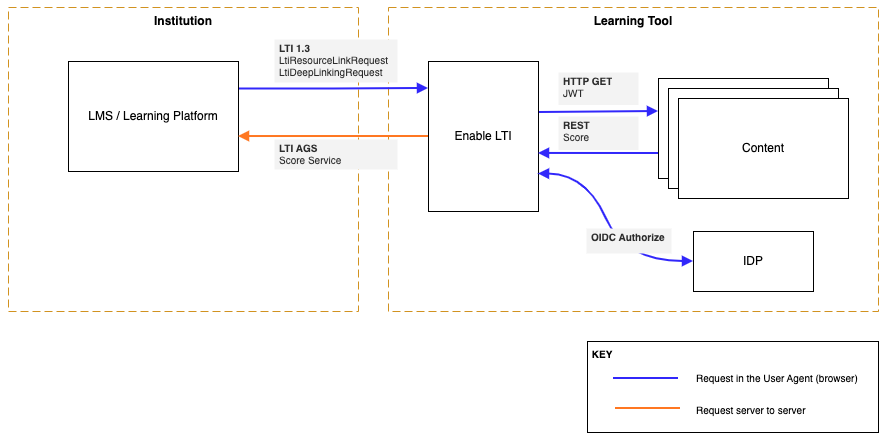 Institution
Learning Tool
LTI 1.3
LtiResourceLinkRequest
LtiDeepLinkingRequest
LMS / Learning Platform
LTI AGS
Score Service
Enable LTI
HTTP GET
JWT
REST
Score
Content
OIDC Authorize
IDP
KEY
Request in the User Agent (browser)
Request server to server